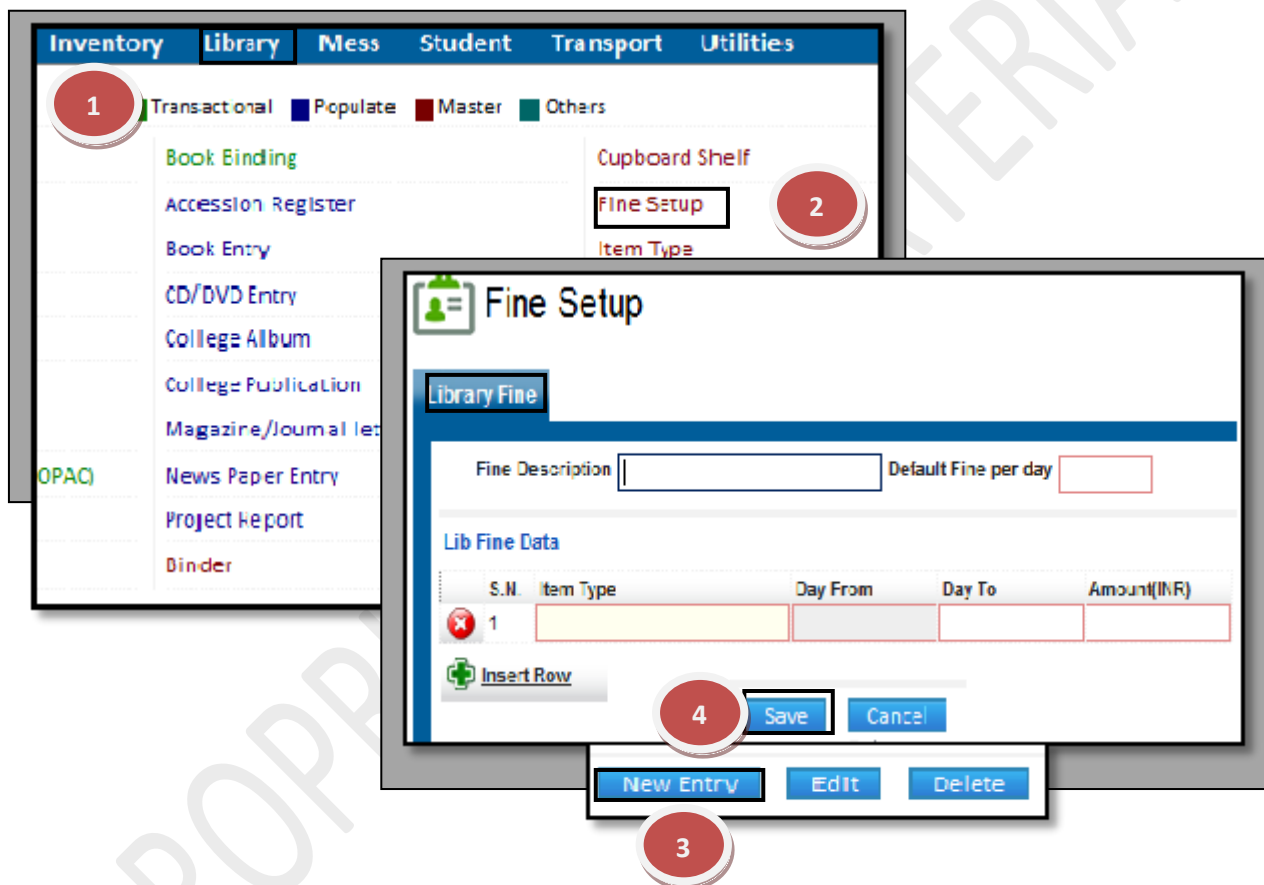 Inventory Library Mess Student Transport Utilities
1 Transactional Populate Master Others
Book Binding Cupboard Shelf
Accession Register Fine Setup 2
Book Entry Item Type
CD/DVD Entry
College Album
College Publication
Magazine/Journal
OPAC) News Paper Entry
Project Report
Binder
Fine Setup
Library Fine
Fine Description Default Fine per day
Lib Fine Data
S.N. Item Type Day From Day To Amount(INR)
1
Insert Row
4 Save Cancel
New Entry Edit Delete
3